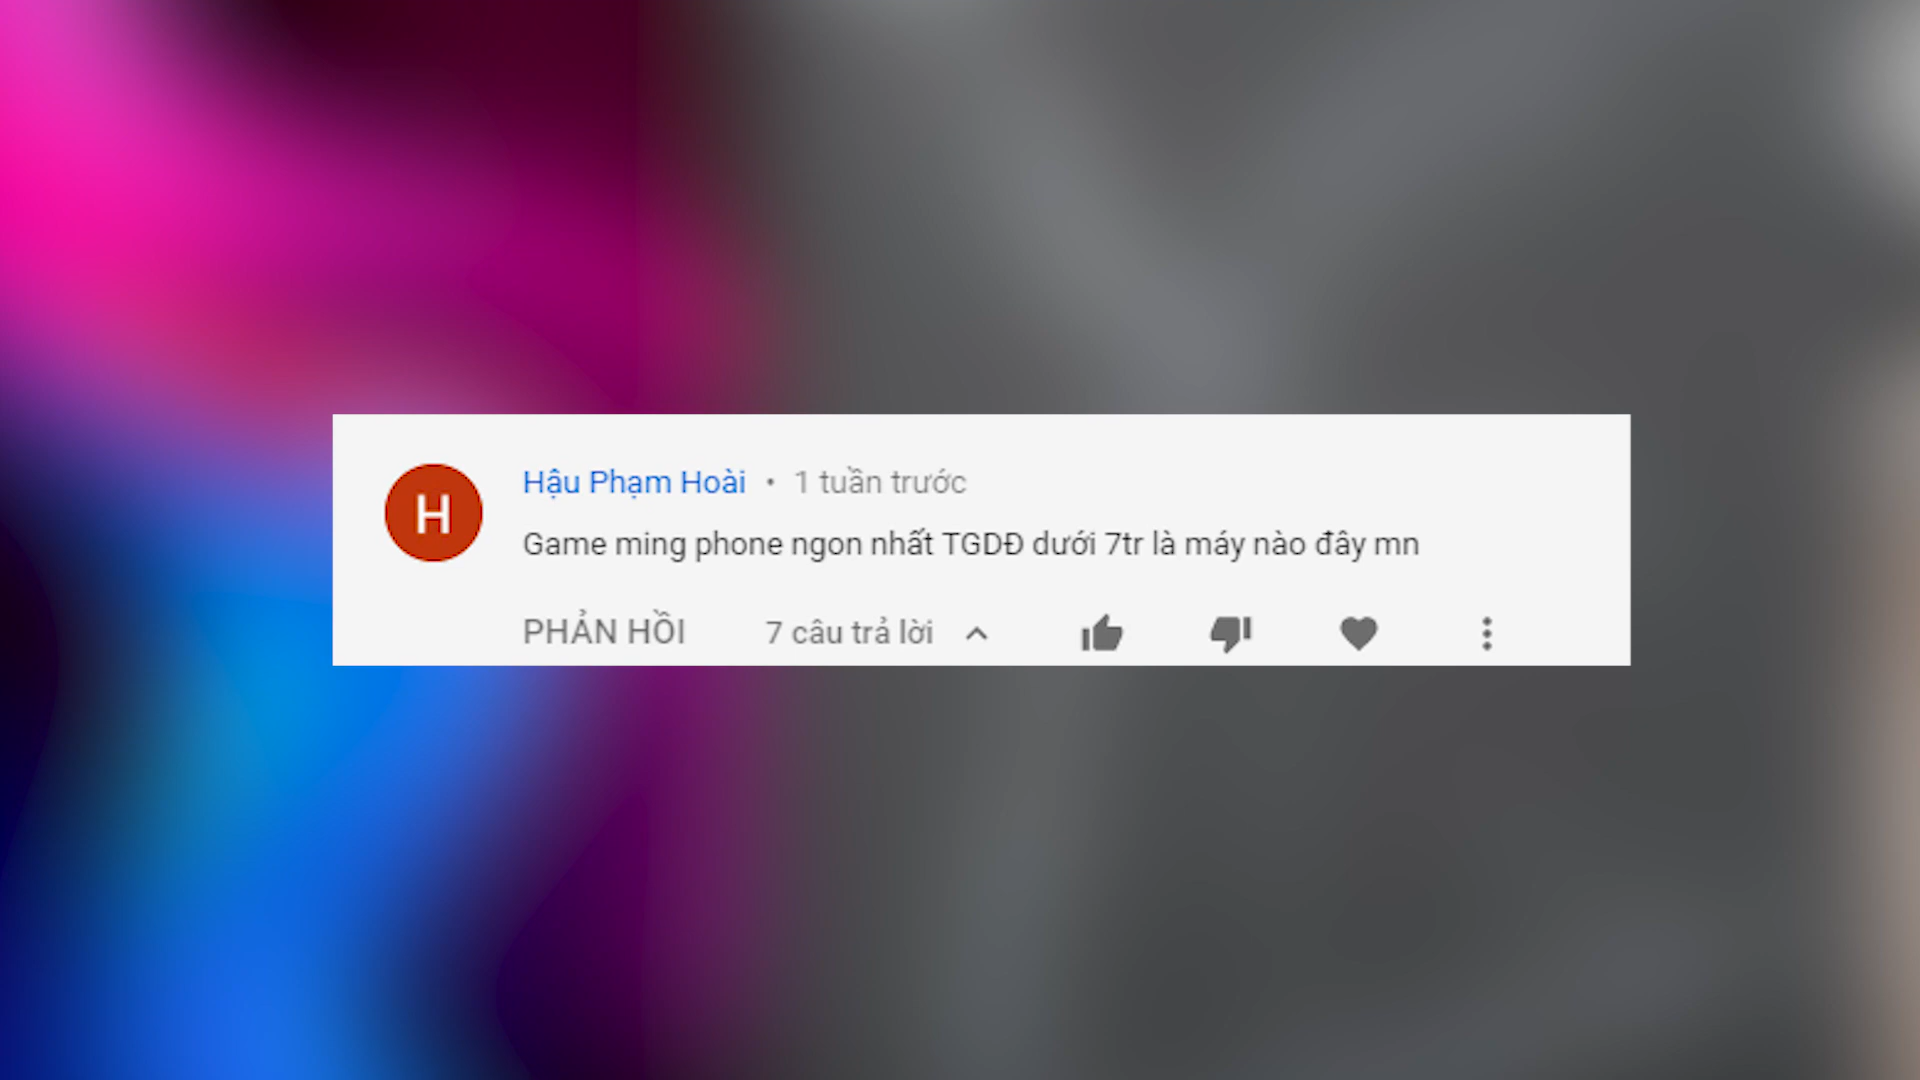 H
Hậu Phạm Hoài • 1 tuần trước
Game ming phone ngon nhất TGDĐ dưới 7tr là máy nào đây mn
PHẢN HỒI 7 câu trả lời